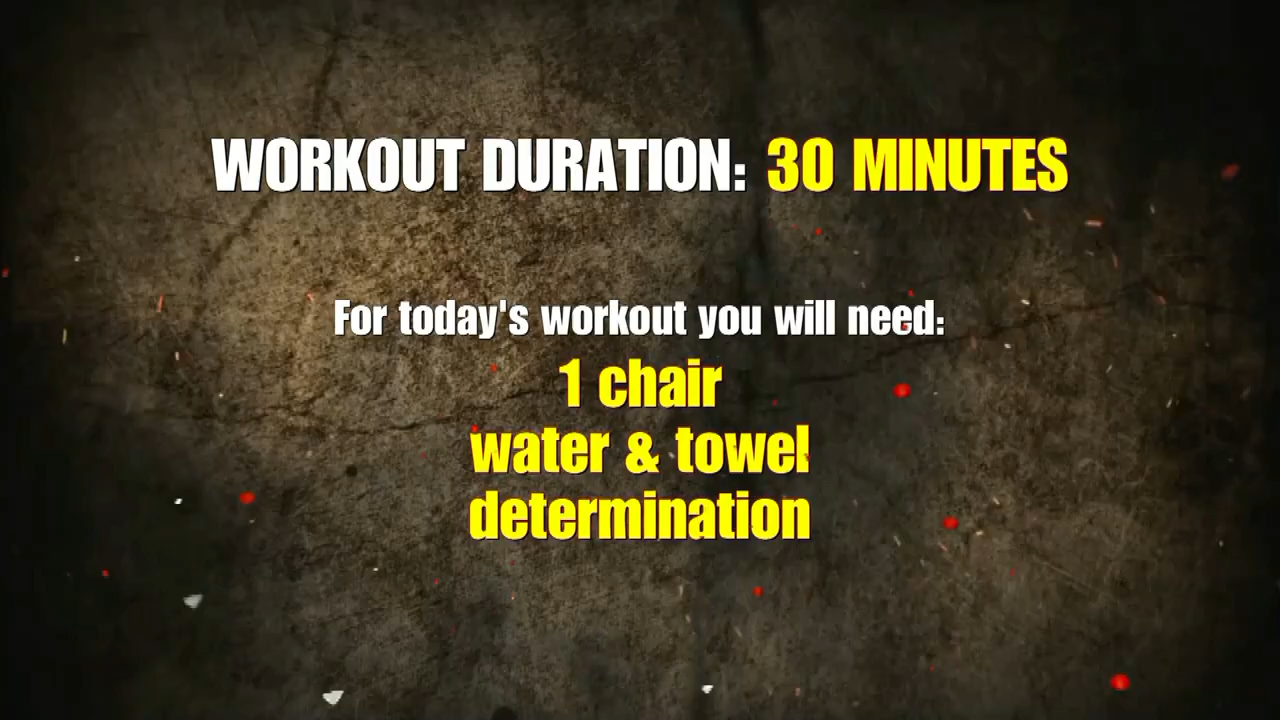 WORKOUT DURATION: 30 MINUTES
For today's workout you will need:
1 chair
water & towel
determination